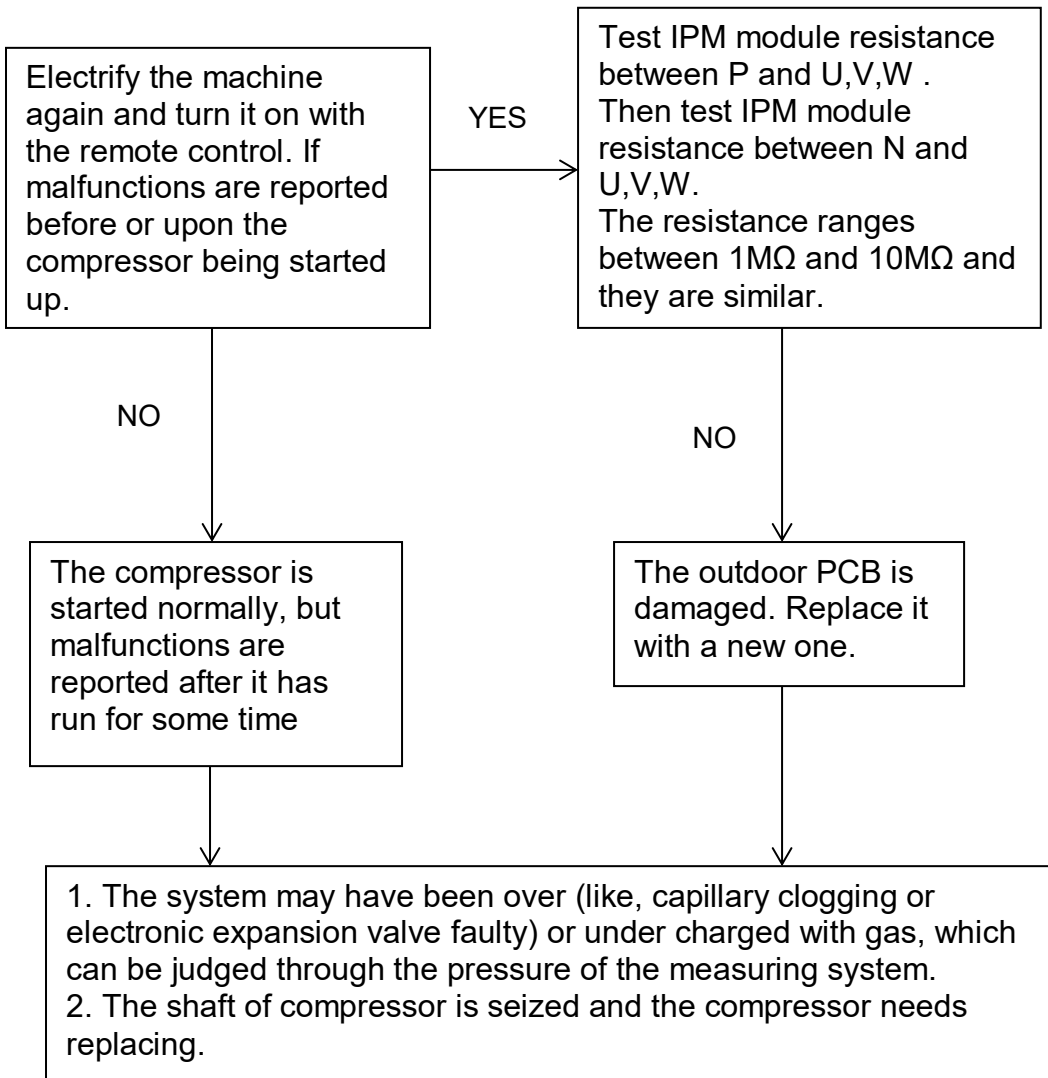 Electrify the machine
again and turn it on with
the remote control. If
malfunctions are reported
before or upon the
compressor being started
up.
YES
Test IPM module resistance
between P and U,V,W .
Then test IPM module
resistance between N and
U,V,W.
The resistance ranges
between 1MΩ and 10MΩ and
they are similar.
NO
NO
The compressor is
started normally, but
malfunctions are
reported after it has
run for some time
The outdoor PCB is
damaged. Replace it
with a new one.
1. The system may have been over (like, capillary clogging or
electronic expansion valve faulty) or under charged with gas, which
can be judged through the pressure of the measuring system.
2. The shaft of compressor is seized and the compressor needs
replacing.